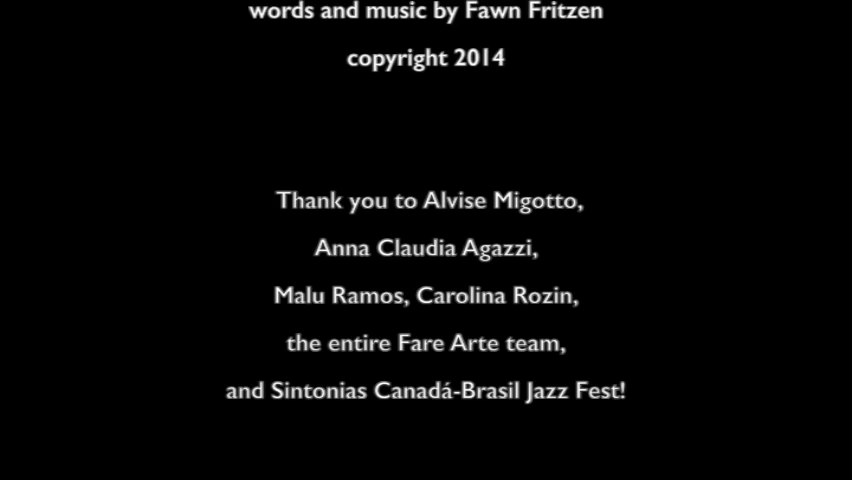 words and music by Fawn Fritzen
copyright 2014
Thank you to Alvise Migotto,
Anna Claudia Agazzi,
Malu Ramos, Carolina Rozin,
the entire Fare Arte team,
and Sintonias Canadá-Brasil Jazz Fest!